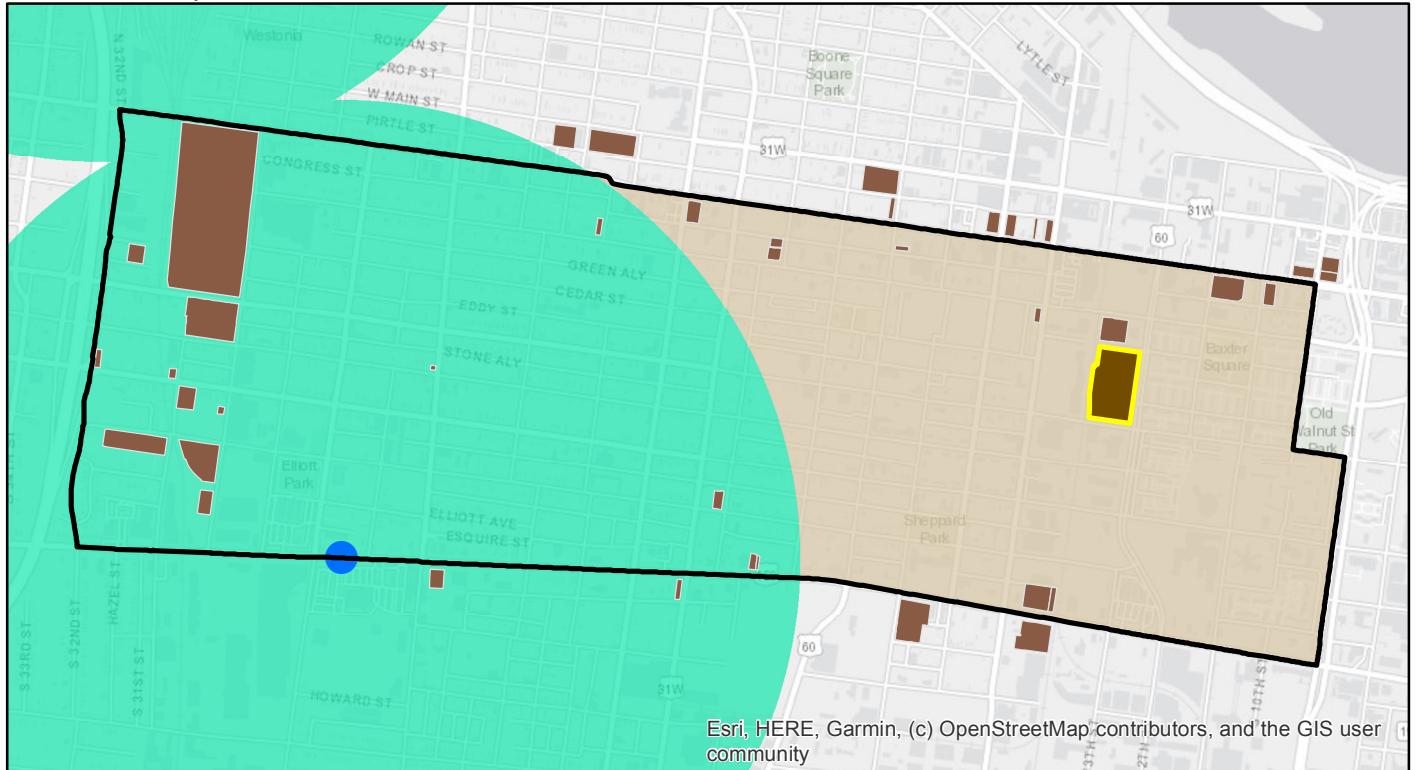 Westonia
N 32ND ST
ROWAN ST
CROP ST
W MAIN ST
PIRTLE ST
CONGRESS ST
Boone
Square
Park
LYTLE ST
31W
31W
60
GREEN ALY
CEDAR ST
EDDY ST
STONE ALY
Baxter
Square
Old
Walnut St
Park
Elliott
Park
ELLIOTT AVE
ESQUIRE ST
Sheppard
Park
HAZEL ST
S 33RD ST
S 32ND ST
S 31ST ST
HOWARD ST
31W
60
S 10TH ST
Esri, HERE, Garmin, (c) OpenStreetMap contributors, and the GIS user
community